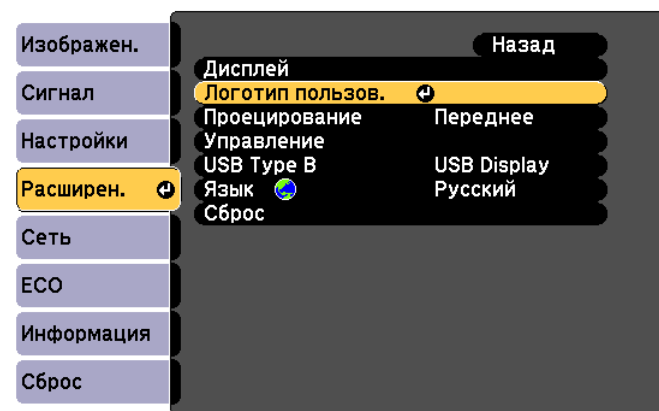 Изображен.
Сигнал
Настройки
Расширен.
Сеть
ECO
Информация
Сброс
Назад
Дисплей
Логотип пользов.
Проецирование Переднее
Управление
USB Type B USB Display
Язык Русский
Сброс